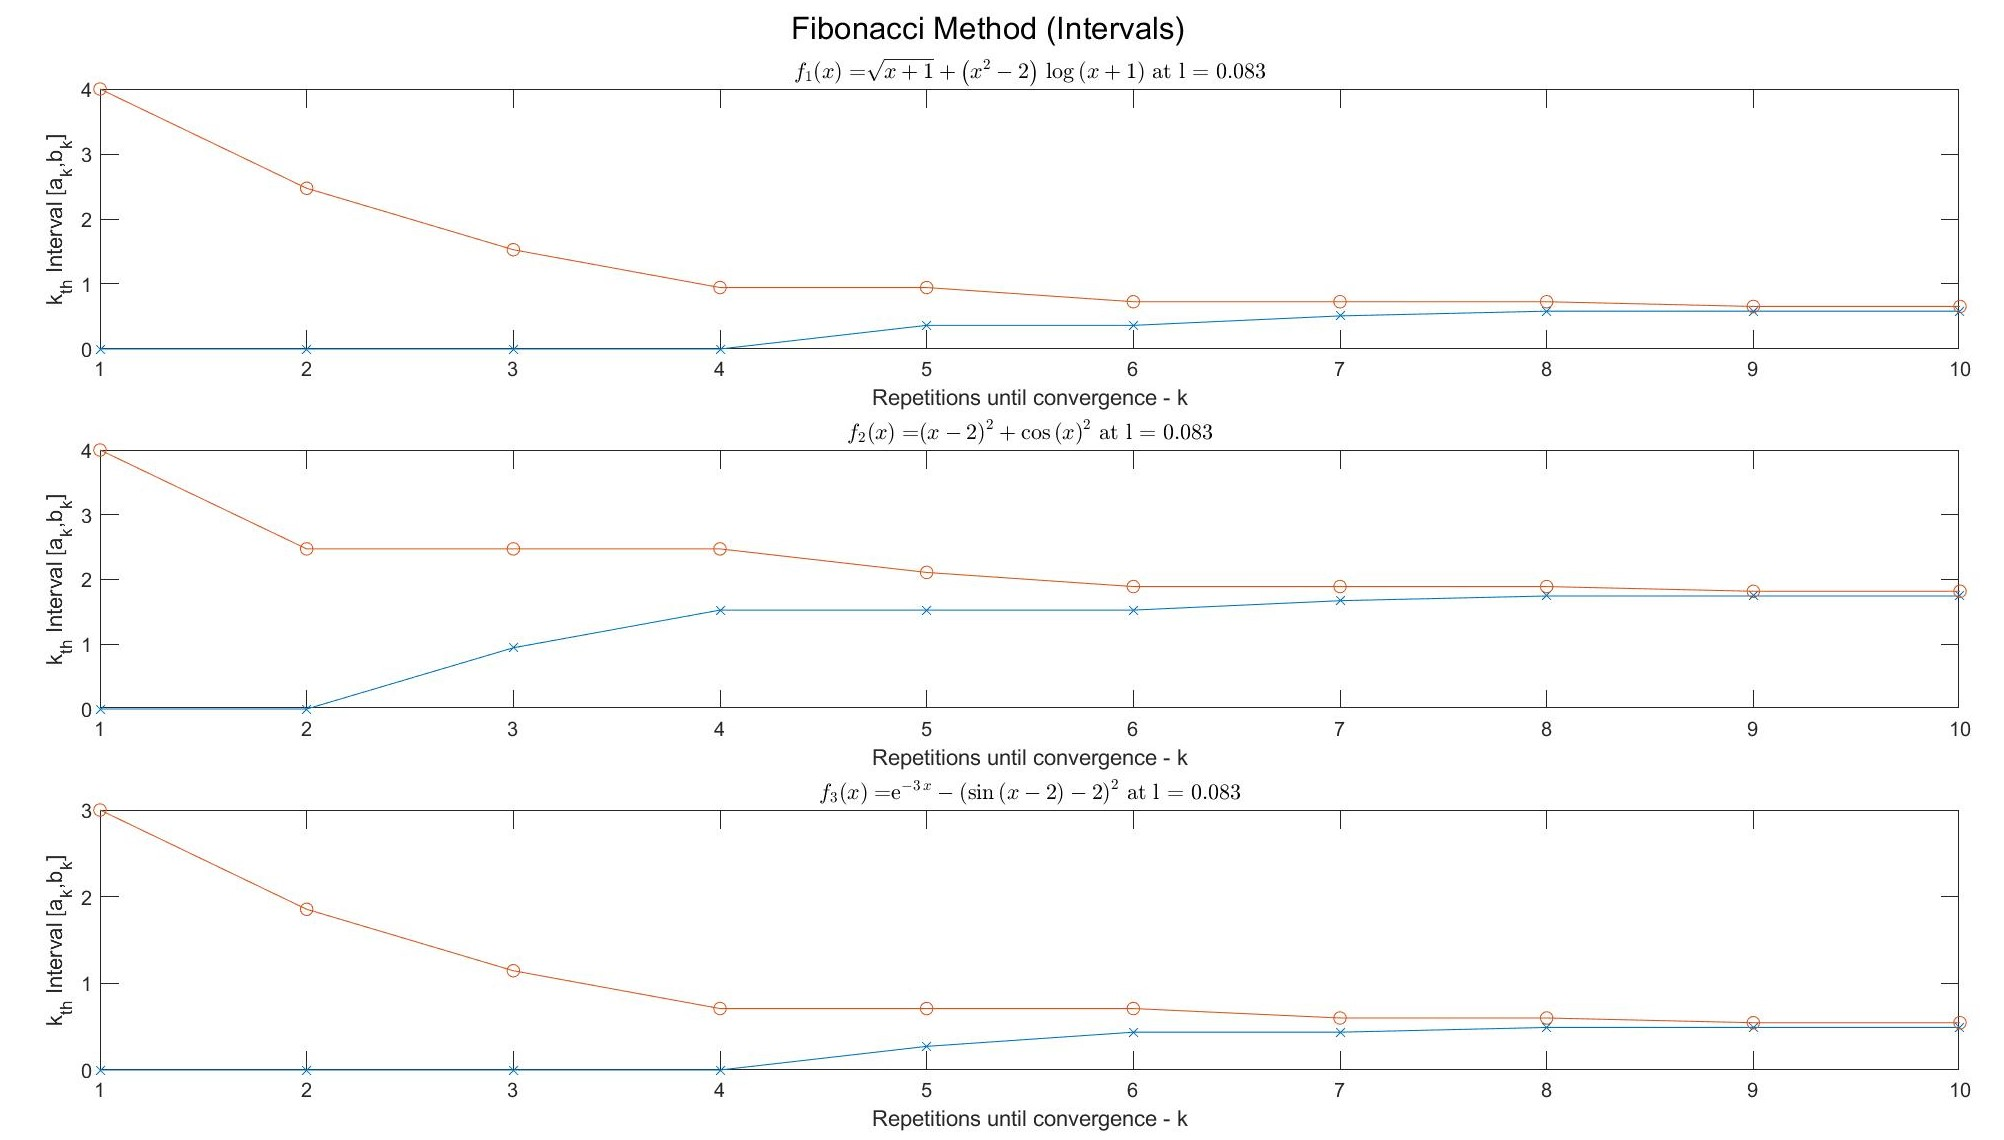 Fibonacci Method (Intervals)
f₁(x) =√(x + 1) + (x² − 2) log (x + 1) at l = 0.083
4
3
2
1
0
k_th Interval [a_k,b_k]
1 2 3 4 5 6 7 8 9 10
Repetitions until convergence - k
f₂(x) =(x − 2)² + cos (x)² at l = 0.083
4
3
2
1
0
k_th Interval [a_k,b_k]
1 2 3 4 5 6 7 8 9 10
Repetitions until convergence - k
f₃(x) =e^(−3 x) − (sin (x − 2) − 2)² at l = 0.083
3
2
1
0
k_th Interval [a_k,b_k]
1 2 3 4 5 6 7 8 9 10
Repetitions until convergence - k